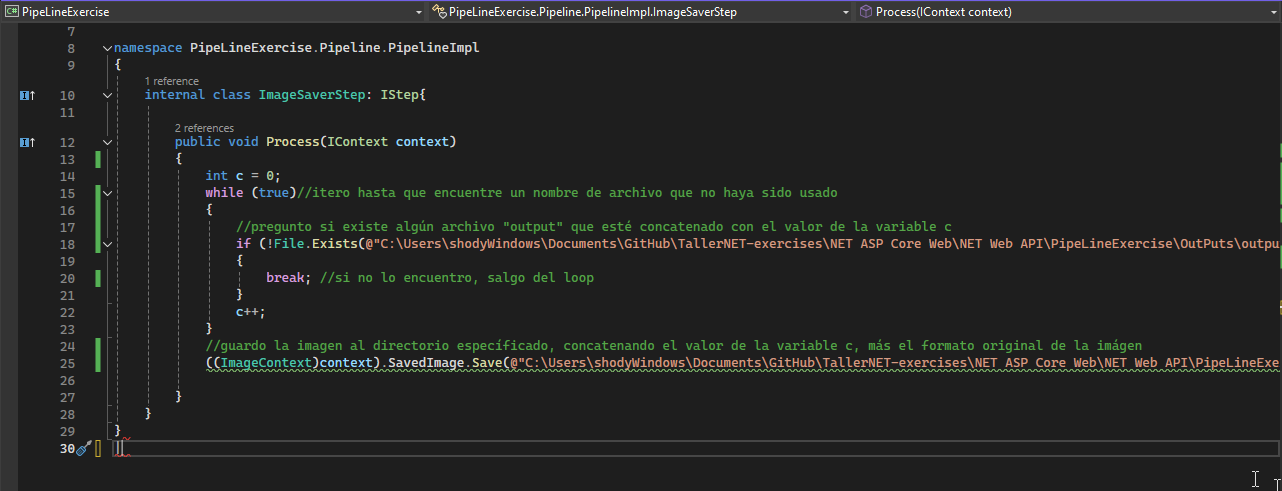 C# PipeLineExercise
PipeLineExercise.Pipeline.PipelineImpl.ImageSaverStep
Process(IContext context)
7
8 namespace PipeLineExercise.Pipeline.PipelineImpl
9 {
1 reference
10 internal class ImageSaverStep: IStep{
11
2 references
12 public void Process(IContext context)
13 {
14 int c = 0;
15 while (true)//itero hasta que encuentre un nombre de archivo que no haya sido usado
16 {
17 //pregunto si existe algún archivo "output" que esté concatenado con el valor de la variable c
18 if (!File.Exists(@"C:\Users\shodyWindows\Documents\GitHub\TallerNET-exercises\NET ASP Core Web\NET Web API\PipeLineExercise\OutPuts\outpu
19 {
20 break; //si no lo encuentro, salgo del loop
21 }
22 c++;
23 }
24 //guardo la imagen al directorio específicado, concatenando el valor de la variable c, más el formato original de la imágen
25 ((ImageContext)context).SavedImage.Save(@"C:\Users\shodyWindows\Documents\GitHub\TallerNET-exercises\NET ASP Core Web\NET Web API\PipeLineExe
26
27 }
28 }
29 }
30